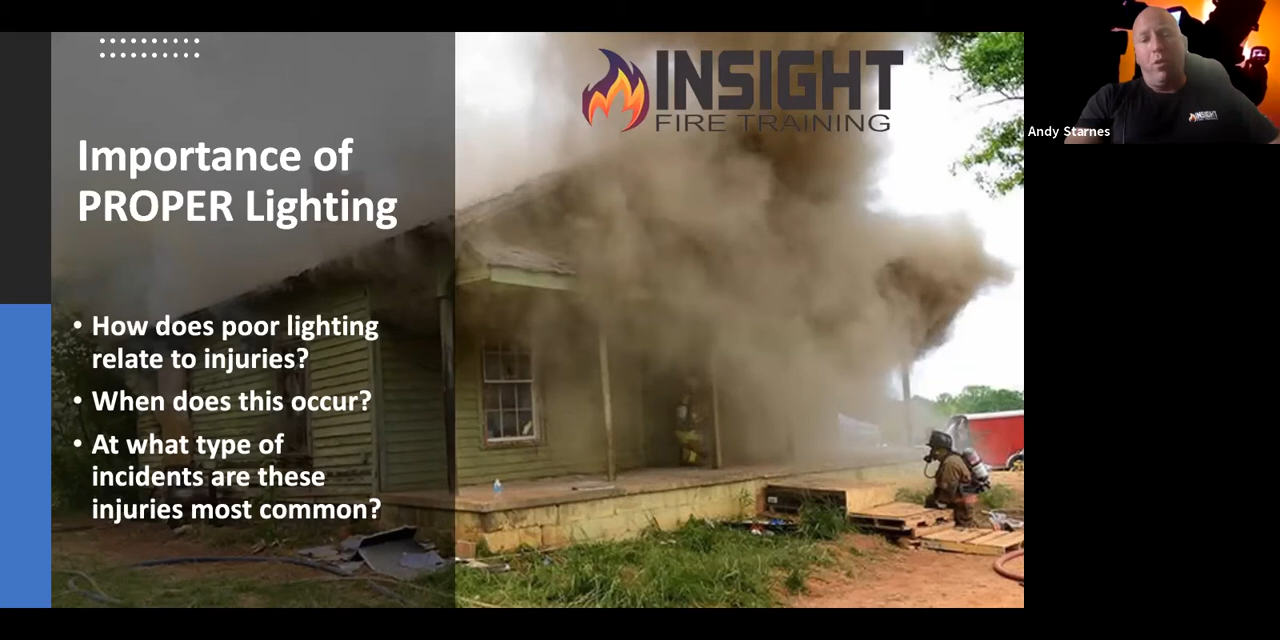 INSIGHT
FIRE TRAINING
Andy Starnes
Importance of
PROPER Lighting
• How does poor lighting
relate to injuries?
• When does this occur?
• At what type of
incidents are these
injuries most common?
INSIGHT